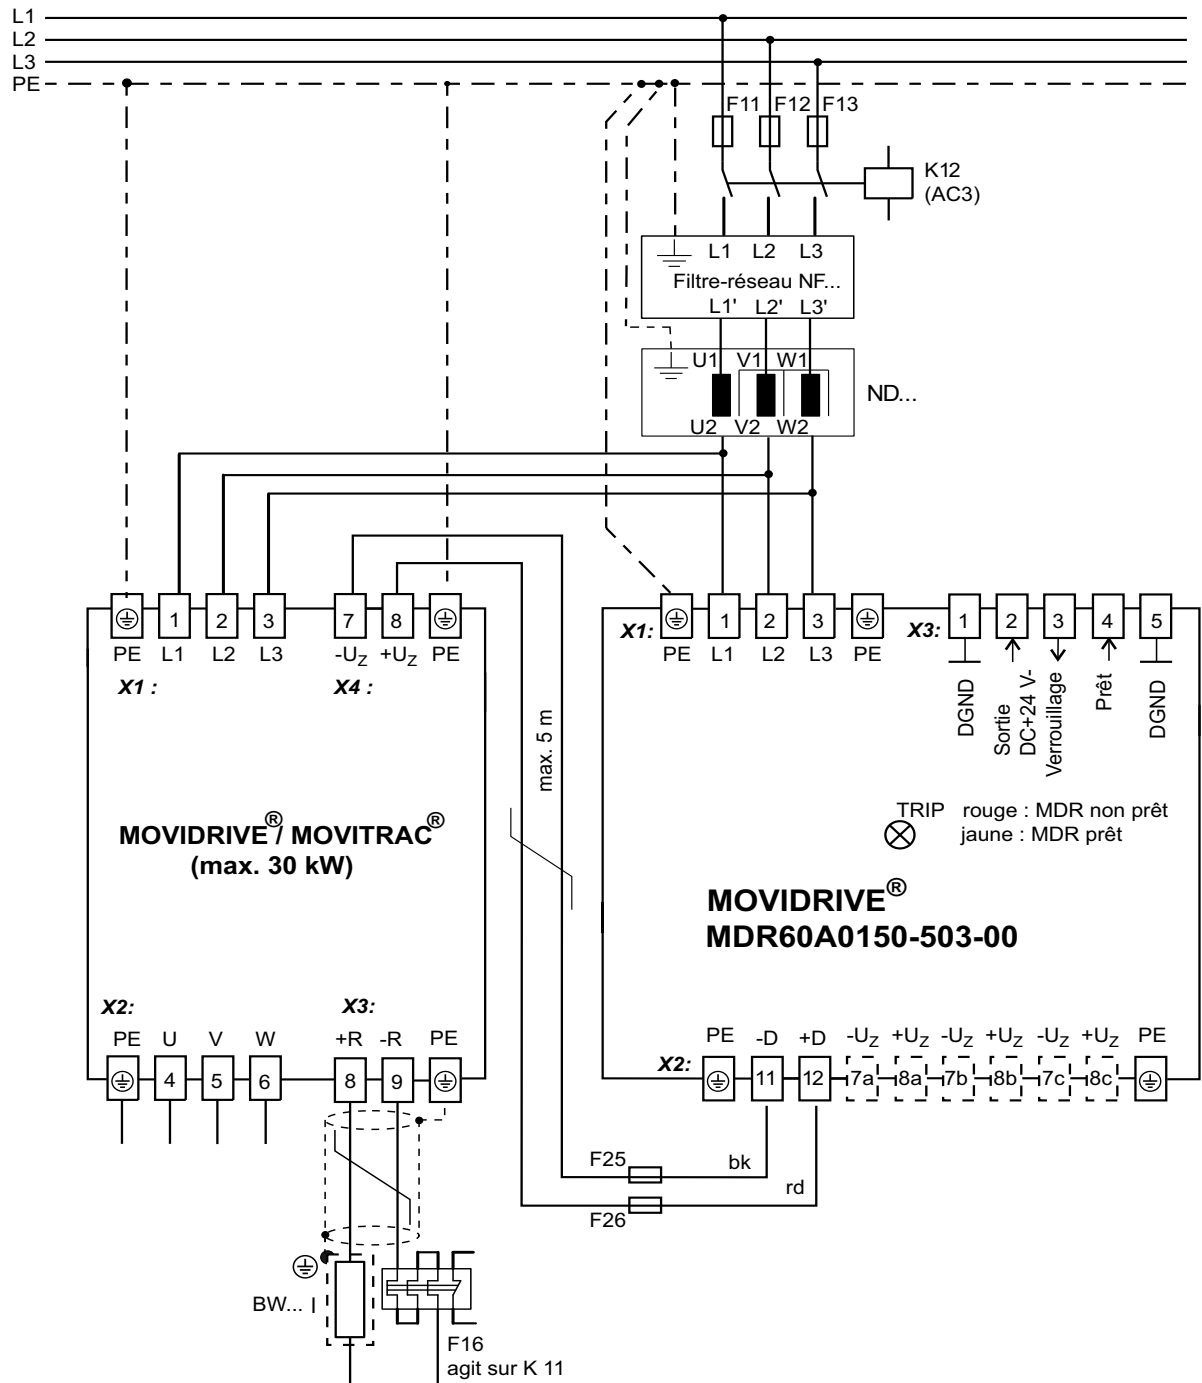 L1
L2
L3
PE
F11 F12 F13
K12
(AC3)
L1 L2 L3
Filtre-réseau NF...
L1' L2' L3'
U1 V1 W1
ND...
U2 V2 W2
1 2 3 7 8
PE L1 L2 L3 -UZ +UZ PE
X1 : X4 :
X1: 1 2 3
PE L1 L2 L3 PE
X3: 1 2 3 4 5
DGND
Sortie
DC+24 V-
Verrouillage
Prêt
DGND
max. 5 m
TRIP rouge : MDR non prêt
jaune : MDR prêt
MOVIDRIVE® / MOVITRAC®
(max. 30 kW)
MOVIDRIVE®
MDR60A0150-503-00
X2: X3:
PE U V W +R -R PE
4 5 6 8 9
PE -D +D -UZ +UZ -UZ +UZ -UZ +UZ PE
X2: 11 12 7a 8a 7b 8b 7c 8c
F25 bk
rd
F26
BW...
F16
agit sur K 11